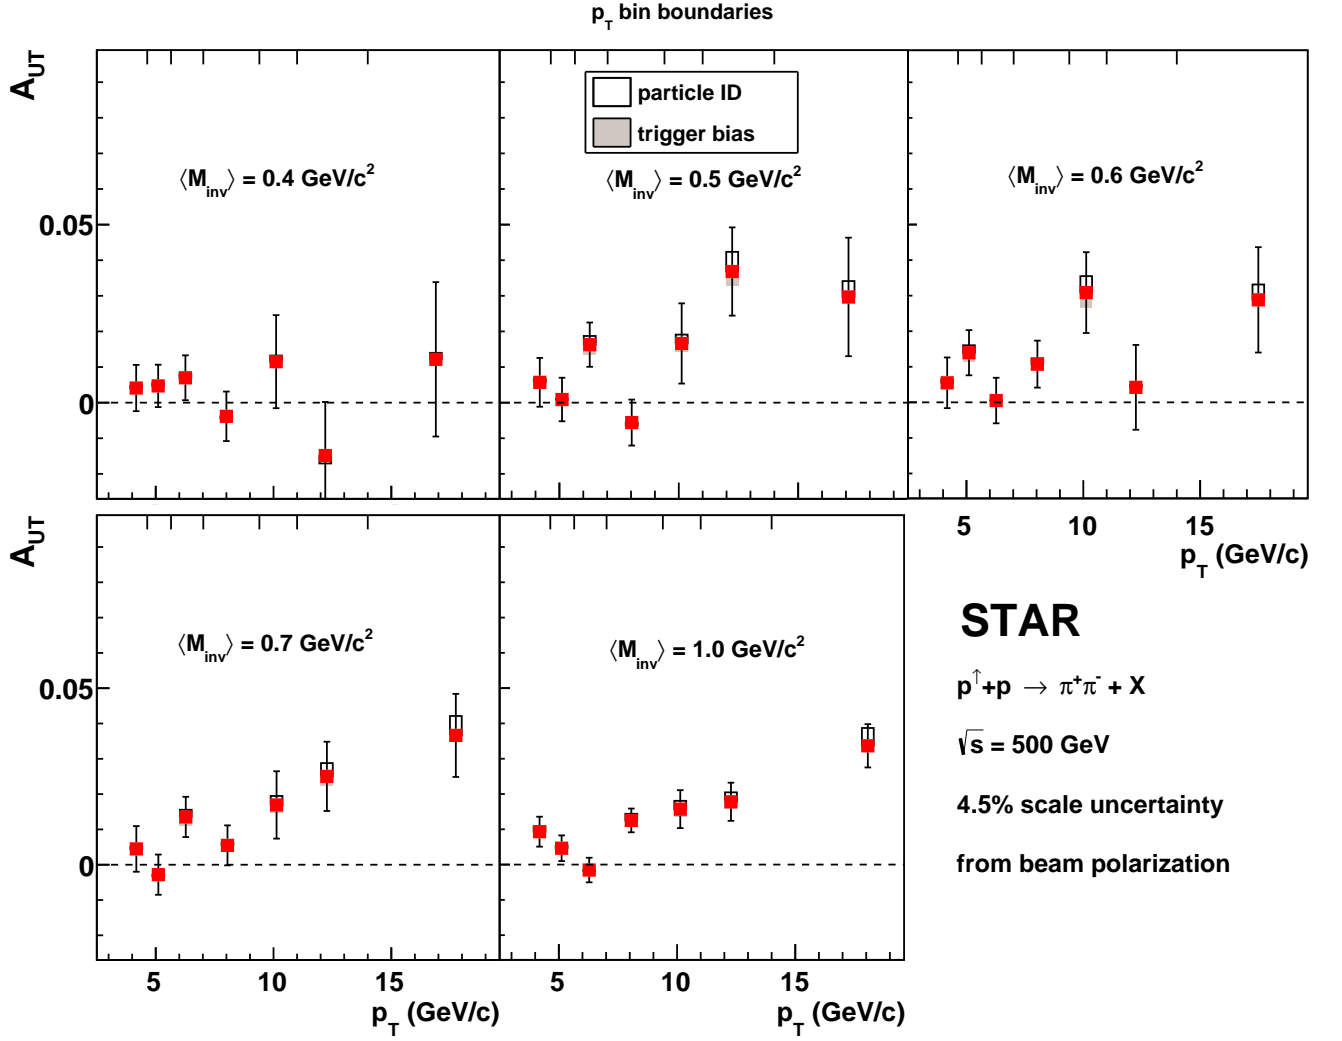 p_T bin boundaries
A_UT
particle ID
trigger bias
⟨M_inv⟩ = 0.4 GeV/c²
⟨M_inv⟩ = 0.5 GeV/c²
⟨M_inv⟩ = 0.6 GeV/c²
0.05
0
5 10 15
p_T (GeV/c)
A_UT
⟨M_inv⟩ = 0.7 GeV/c²
⟨M_inv⟩ = 1.0 GeV/c²
0.05
0
5 10 15
5 10 15
p_T (GeV/c)
p_T (GeV/c)
STAR
p↑+p → π⁺π⁻ + X
√s = 500 GeV
4.5% scale uncertainty
from beam polarization